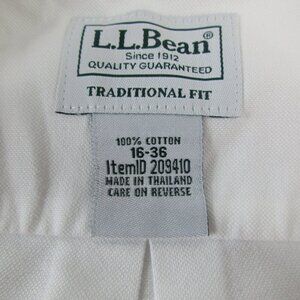 L.L.Bean®
Since 1912
QUALITY GUARANTEED
TRADITIONAL FIT
100% COTTON
16-36
ItemID 209410
MADE IN THAILAND
CARE ON REVERSE